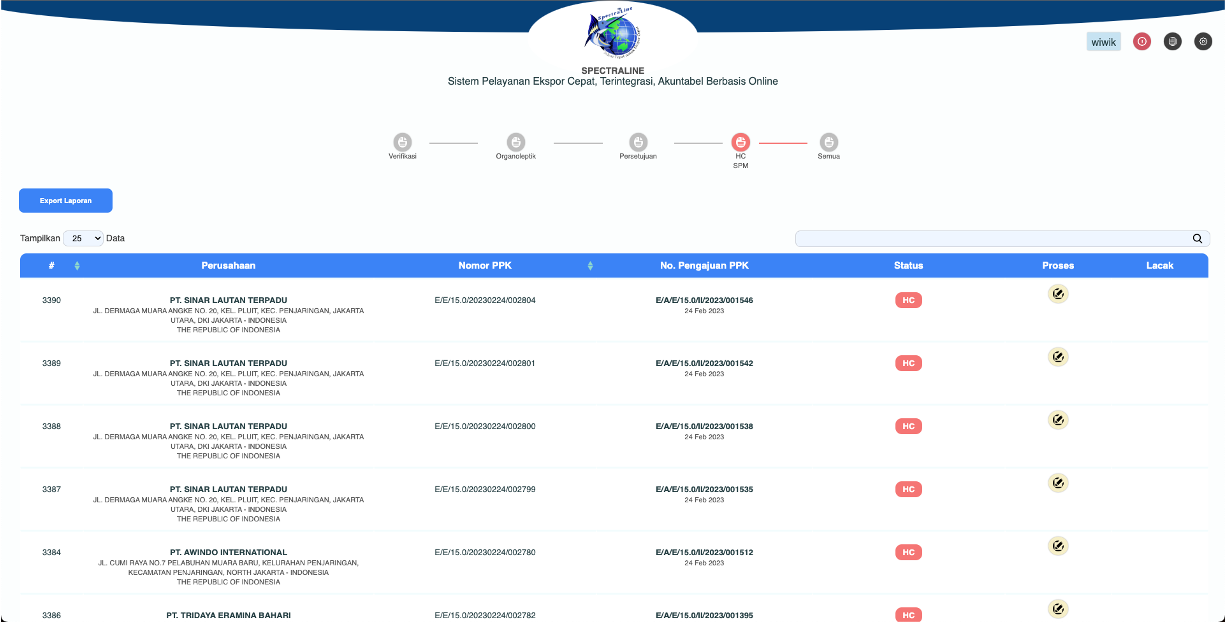 SpectraLine
wiwik
SPECTRALINE
Sistem Pelayanan Ekspor Cepat, Terintegrasi, Akuntabel Berbasis Online
Verifikasi
Organoleptik
Persetujuan
HC
SPM
Semua
Export Laporan
Tampilkan 25 Data
# Perusahaan Nomor PPK No. Pengajuan PPK Status Proses Lacak
3390 PT. SINAR LAUTAN TERPADU E/E/15.0/20230224/002804 E/A/E/15.0/II/2023/001546 HC
JL. DERMAGA MUARA ANGKE NO. 20, KEL. PLUIT, KEC. PENJARINGAN, JAKARTA 24 Feb 2023
UTARA, DKI JAKARTA - INDONESIA
THE REPUBLIC OF INDONESIA
3389 PT. SINAR LAUTAN TERPADU E/E/15.0/20230224/002801 E/A/E/15.0/II/2023/001542 HC
JL. DERMAGA MUARA ANGKE NO. 20, KEL. PLUIT, KEC. PENJARINGAN, JAKARTA 24 Feb 2023
UTARA, DKI JAKARTA - INDONESIA
THE REPUBLIC OF INDONESIA
3388 PT. SINAR LAUTAN TERPADU E/E/15.0/20230224/002800 E/A/E/15.0/II/2023/001538 HC
JL. DERMAGA MUARA ANGKE NO. 20, KEL. PLUIT, KEC. PENJARINGAN, JAKARTA 24 Feb 2023
UTARA, DKI JAKARTA - INDONESIA
THE REPUBLIC OF INDONESIA
3387 PT. SINAR LAUTAN TERPADU E/E/15.0/20230224/002799 E/A/E/15.0/II/2023/001535 HC
JL. DERMAGA MUARA ANGKE NO. 20, KEL. PLUIT, KEC. PENJARINGAN, JAKARTA 24 Feb 2023
UTARA, DKI JAKARTA - INDONESIA
THE REPUBLIC OF INDONESIA
3384 PT. AWINDO INTERNATIONAL E/E/15.0/20230224/002780 E/A/E/15.0/II/2023/001512 HC
JL. CUMI RAYA NO.7 PELABUHAN MUARA BARU, KELURAHAN PENJARINGAN, 24 Feb 2023
KECAMATAN PENJARINGAN, NORTH JAKARTA - INDONESIA
THE REPUBLIC OF INDONESIA
3386 PT. TRIDAYA ERAMINA BAHARI E/E/15.0/20230224/002782 E/A/E/15.0/II/2023/001395 HC